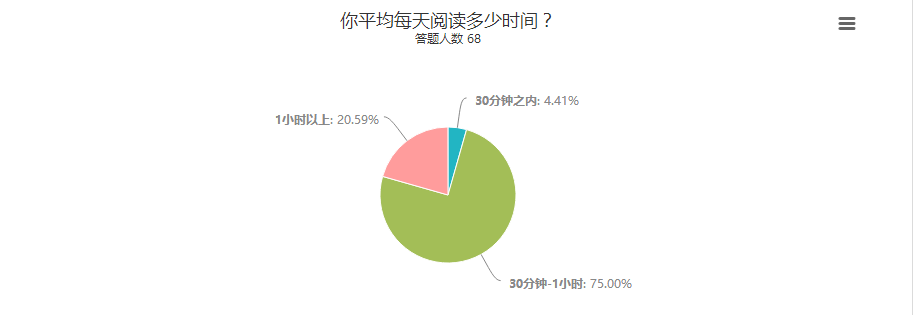 你平均每天阅读多少时间？
答题人数 68
30分钟之内: 4.41%
1小时以上: 20.59%
30分钟-1小时: 75.00%